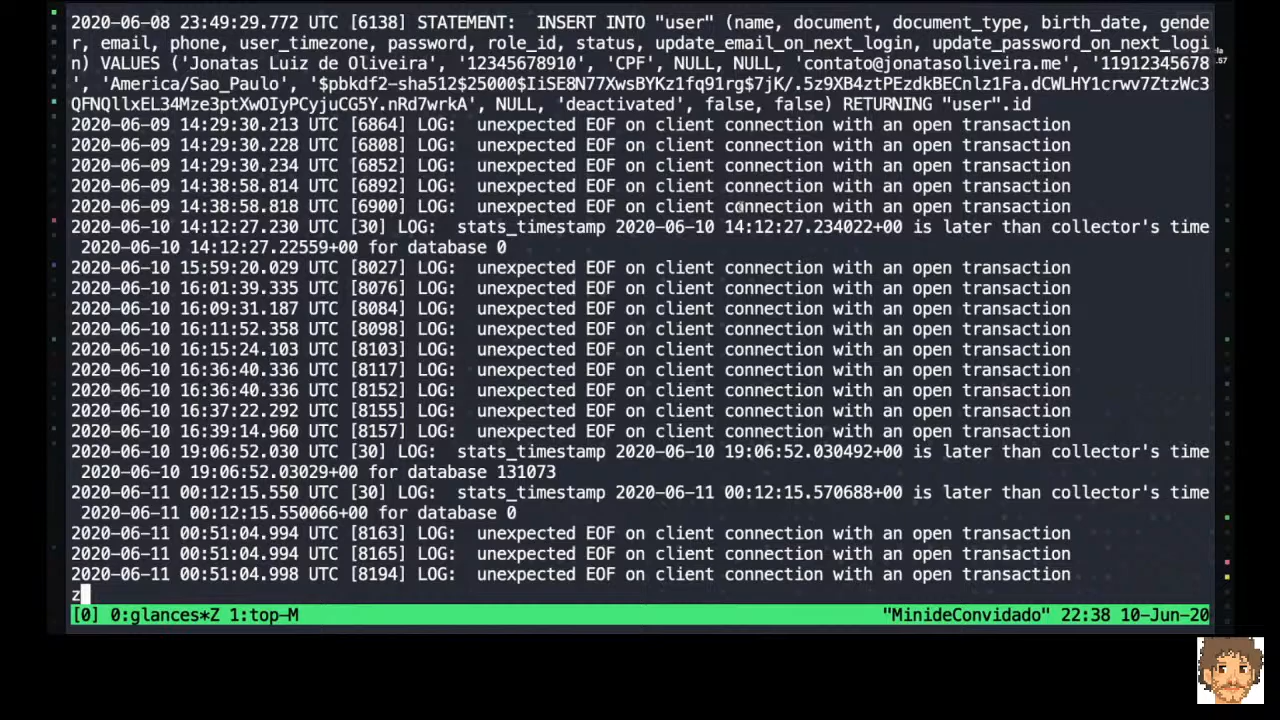 2020-06-08 23:49:29.772 UTC [6138] STATEMENT:  INSERT INTO "user" (name, document, document_type, birth_date, gende
r, email, phone, user_timezone, password, role_id, status, update_email_on_next_login, update_password_on_next_logi
n) VALUES ('Jonatas Luiz de Oliveira', '12345678910', 'CPF', NULL, NULL, 'contato@jonatasoliveira.me', '11912345678
', 'America/Sao_Paulo', '$pbkdf2-sha512$25000$IiSE8N77XwsBYKz1fq91rg$7jK/.5z9XB4ztPEzdkBECnlz1Fa.dCWLHY1crwv7ZtzWc3
QFNQllxEL34Mze3ptXwOIyPCyjuCG5Y.nRd7wrkA', NULL, 'deactivated', false, false) RETURNING "user".id
2020-06-09 14:29:30.213 UTC [6864] LOG:  unexpected EOF on client connection with an open transaction
2020-06-09 14:29:30.228 UTC [6808] LOG:  unexpected EOF on client connection with an open transaction
2020-06-09 14:29:30.234 UTC [6852] LOG:  unexpected EOF on client connection with an open transaction
2020-06-09 14:38:58.814 UTC [6892] LOG:  unexpected EOF on client connection with an open transaction
2020-06-09 14:38:58.818 UTC [6900] LOG:  unexpected EOF on client connection with an open transaction
2020-06-10 14:12:27.230 UTC [30] LOG:  stats_timestamp 2020-06-10 14:12:27.234022+00 is later than collector's time
2020-06-10 14:12:27.22559+00 for database 0
2020-06-10 15:59:20.029 UTC [8027] LOG:  unexpected EOF on client connection with an open transaction
2020-06-10 16:01:39.335 UTC [8076] LOG:  unexpected EOF on client connection with an open transaction
2020-06-10 16:09:31.187 UTC [8084] LOG:  unexpected EOF on client connection with an open transaction
2020-06-10 16:11:52.358 UTC [8098] LOG:  unexpected EOF on client connection with an open transaction
2020-06-10 16:15:24.103 UTC [8103] LOG:  unexpected EOF on client connection with an open transaction
2020-06-10 16:36:40.336 UTC [8117] LOG:  unexpected EOF on client connection with an open transaction
2020-06-10 16:36:40.336 UTC [8152] LOG:  unexpected EOF on client connection with an open transaction
2020-06-10 16:37:22.292 UTC [8155] LOG:  unexpected EOF on client connection with an open transaction
2020-06-10 16:39:14.960 UTC [8157] LOG:  unexpected EOF on client connection with an open transaction
2020-06-10 19:06:52.030 UTC [30] LOG:  stats_timestamp 2020-06-10 19:06:52.030492+00 is later than collector's time
2020-06-10 19:06:52.03029+00 for database 131073
2020-06-11 00:12:15.550 UTC [30] LOG:  stats_timestamp 2020-06-11 00:12:15.570688+00 is later than collector's time
2020-06-11 00:12:15.550066+00 for database 0
2020-06-11 00:51:04.994 UTC [8163] LOG:  unexpected EOF on client connection with an open transaction
2020-06-11 00:51:04.994 UTC [8165] LOG:  unexpected EOF on client connection with an open transaction
2020-06-11 00:51:04.998 UTC [8194] LOG:  unexpected EOF on client connection with an open transaction
z
[0] 0:glances*Z 1:top-M "MinideConvidado" 22:38 10-Jun-20